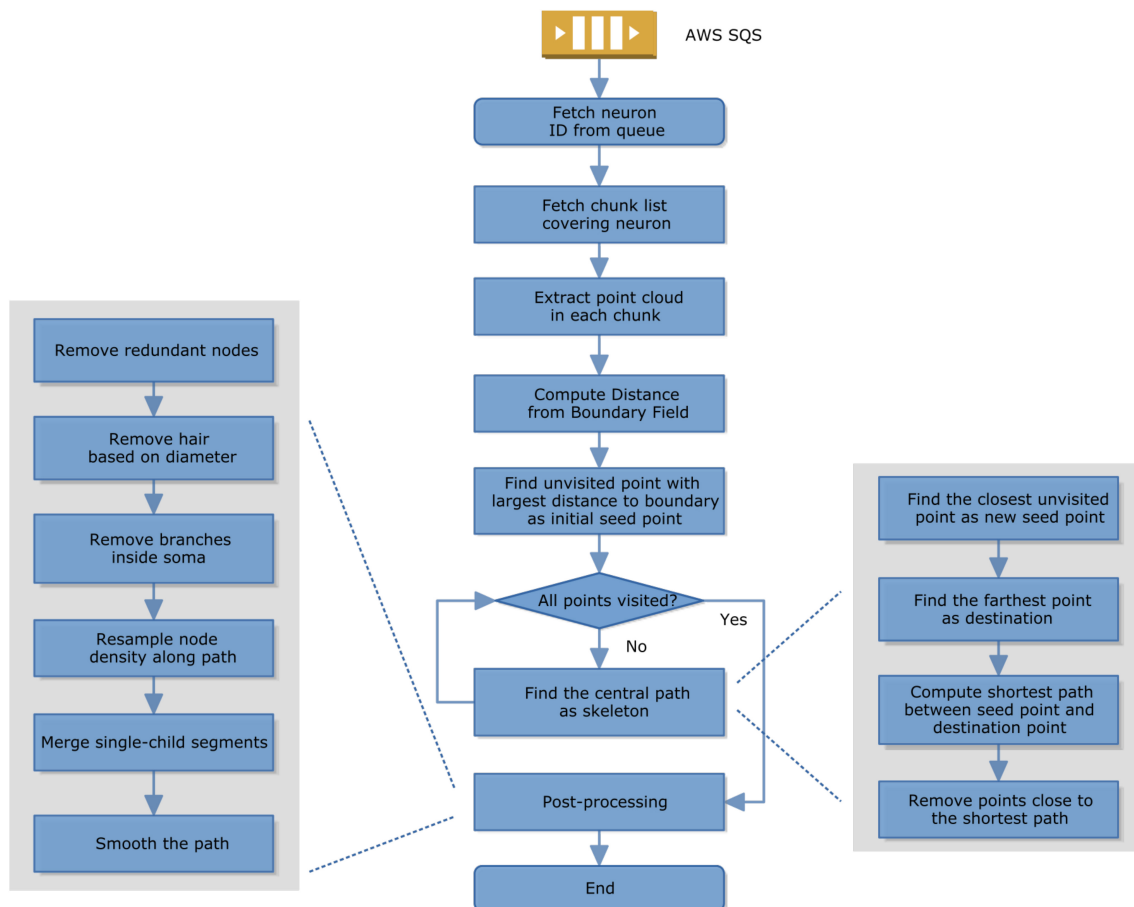 AWS SQS
Fetch neuron
ID from queue
Fetch chunk list
covering neuron
Extract point cloud
in each chunk
Compute Distance
from Boundary Field
Find unvisited point with
largest distance to boundary
as initial seed point
All points visited?
Yes
No
Find the central path
as skeleton
Post-processing
End
Remove redundant nodes
Remove hair
based on diameter
Remove branches
inside soma
Resample node
density along path
Merge single-child segments
Smooth the path
Find the closest unvisited
point as new seed point
Find the farthest point
as destination
Compute shortest path
between seed point and
destination point
Remove points close to
the shortest path